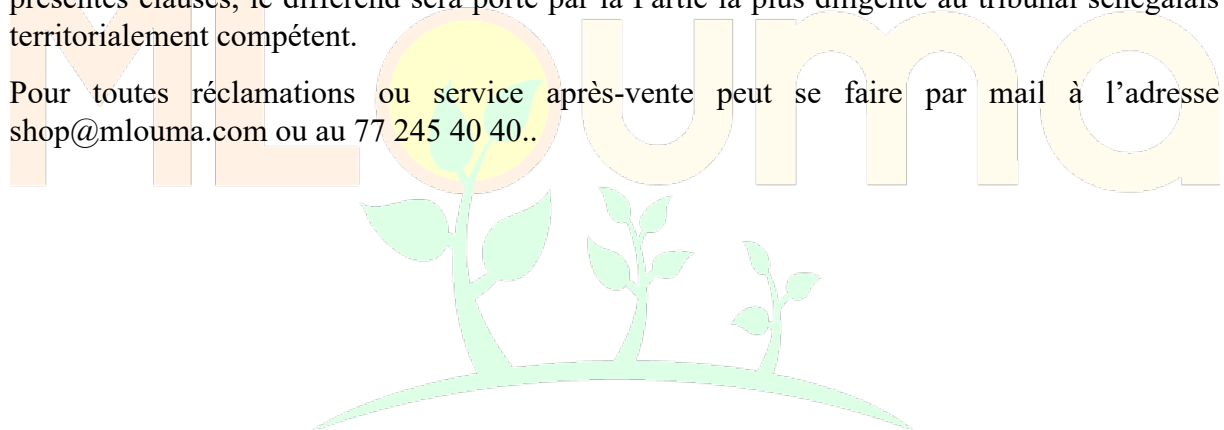 présentes clauses, le différend sera porté par la Partie la plus diligente au tribunal sénégalais
territorialement compétent.
Pour toutes réclamations ou service après-vente peut se faire par mail à l’adresse
shop@mlouma.com ou au 77 245 40 40..
MLouma